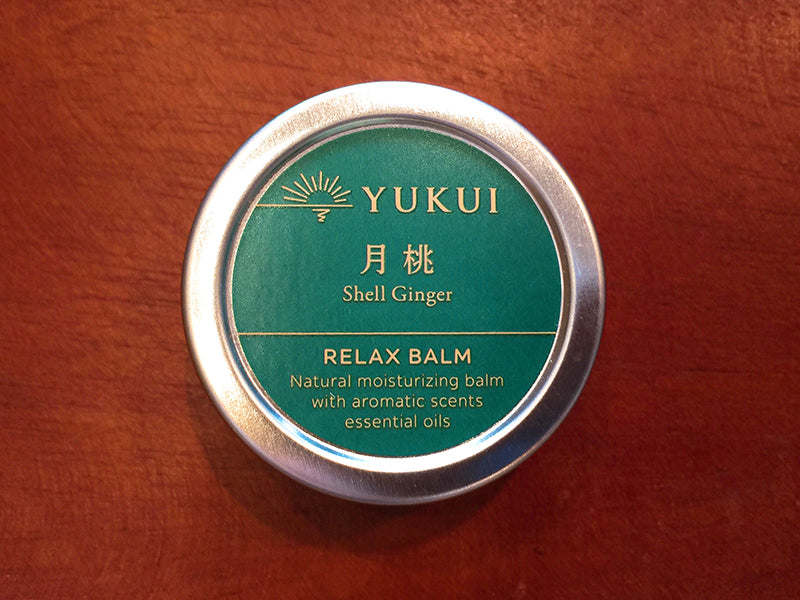 YUKUI
月桃
Shell Ginger
RELAX BALM
Natural moisturizing balm
with aromatic scents
essential oils